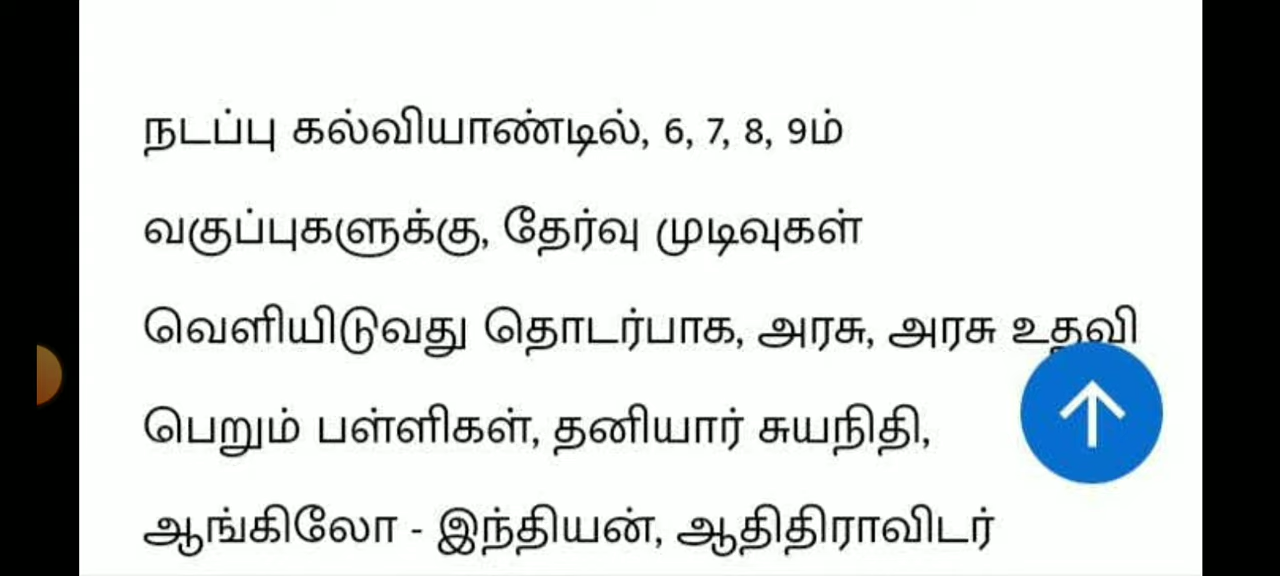 நடப்பு கல்வியாண்டில், 6, 7, 8, 9ம்
வகுப்புகளுக்கு, தேர்வு முடிவுகள்
வெளியிடுவது தொடர்பாக, அரசு, அரசு உதவி
பெறும் பள்ளிகள், தனியார் சுயநிதி,
ஆங்கிலோ - இந்தியன், ஆதிதிராவிடர்